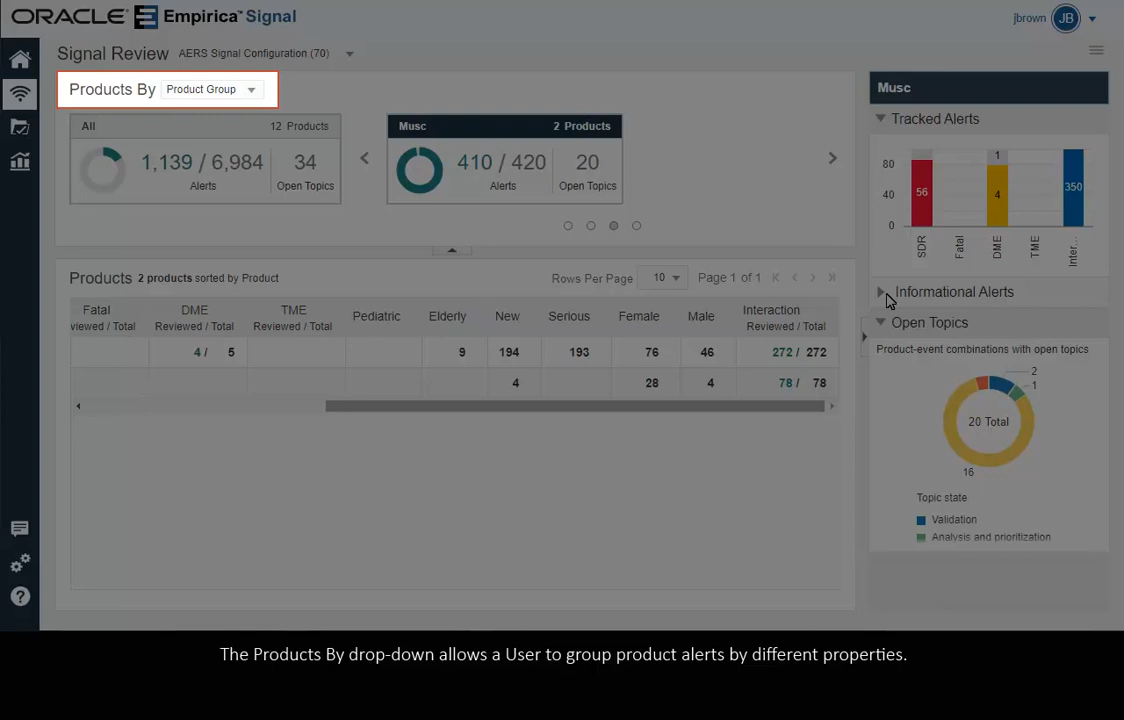 ORACLE Empirica™ Signal
jbrown JB
Signal Review AERS Signal Configuration (70)
Products By Product Group
All 12 Products
1,139 / 6,984 34
Alerts Open Topics
Musc 2 Products
410 / 420 20
Alerts Open Topics
Products 2 products sorted by Product Rows Per Page 10 Page 1 of 1
Fatal DME TME Pediatric Elderly New Serious Female Male Interaction
viewed / Total Reviewed / Total Reviewed / Total Reviewed / Total
4 / 5 9 194 193 76 46 272 / 272
4 28 4 78 / 78
Musc
Tracked Alerts
80
40
0
56
1
4
350
SDR
Fatal
DME
TME
Inter...
Informational Alerts
Open Topics
Product-event combinations with open topics
2
1
20 Total
16
Topic state
Validation
Analysis and prioritization
The Products By drop-down allows a User to group product alerts by different properties.